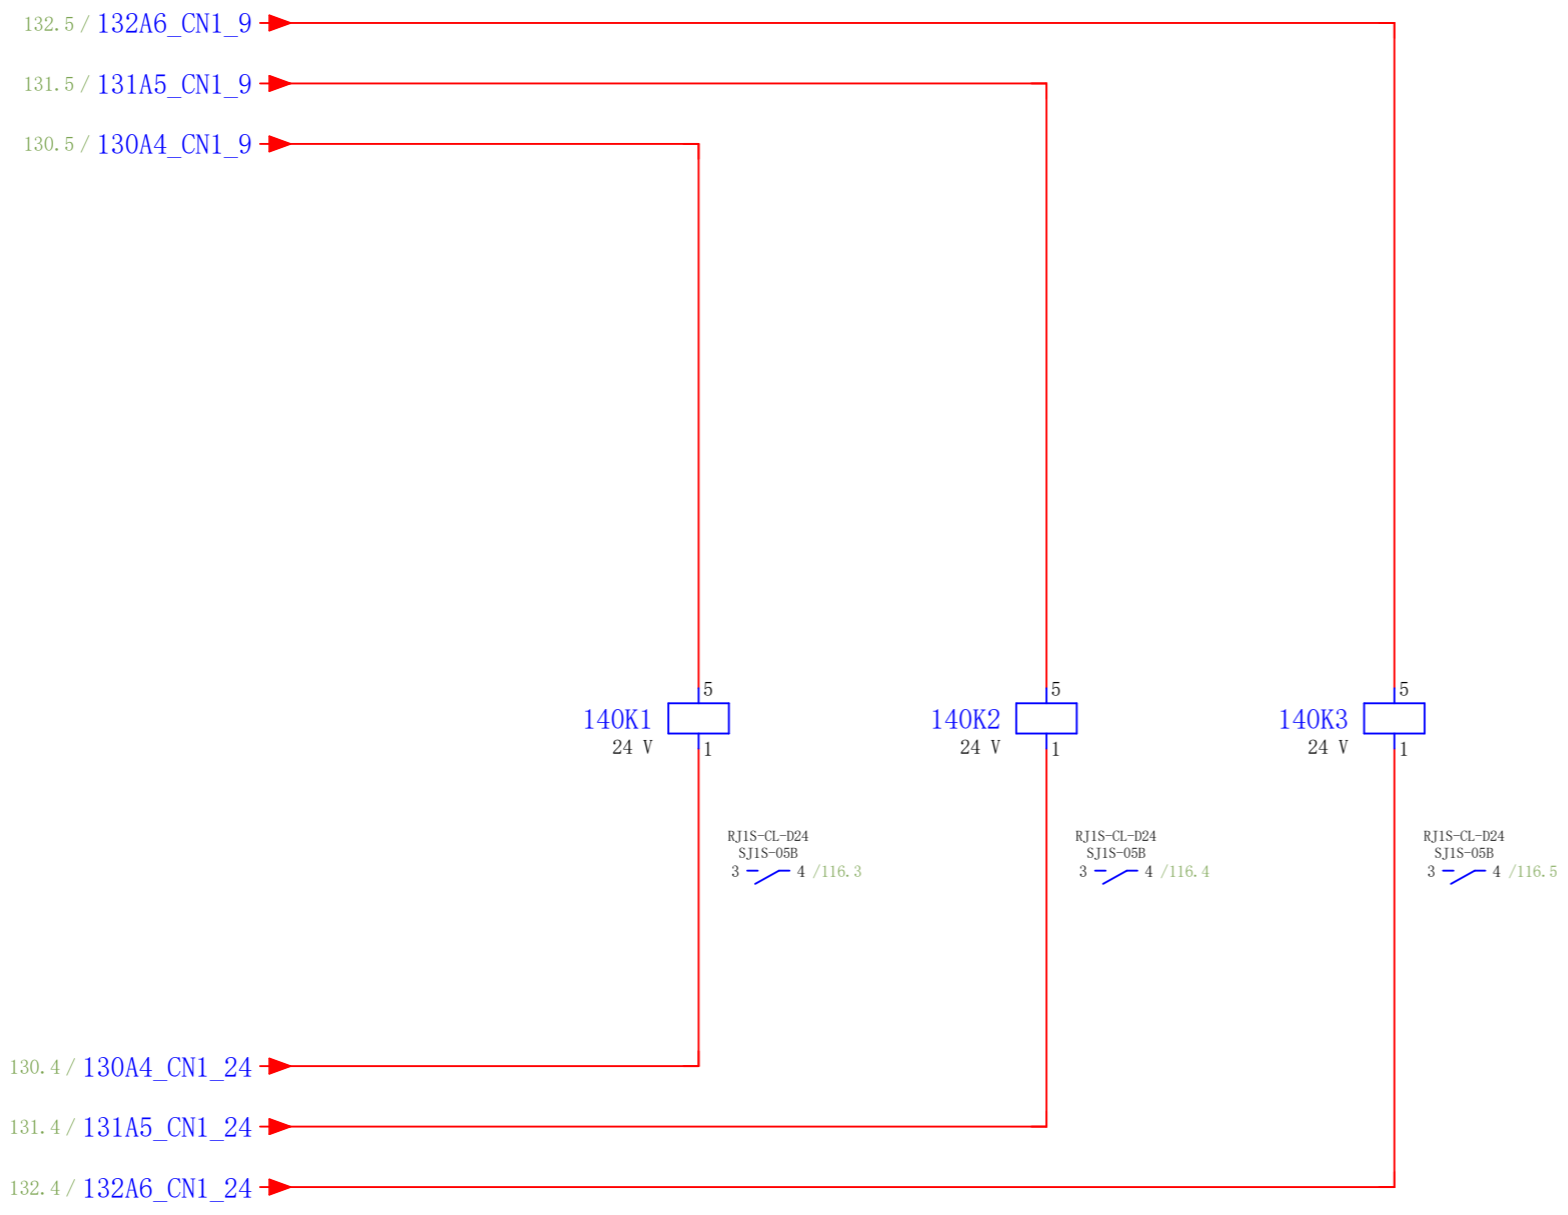 132.5 / 132A6_CN1_9
131.5 / 131A5_CN1_9
130.5 / 130A4_CN1_9
5 5 5
140K1 140K2 140K3
24 V 24 V 24 V
1 1 1
RJ1S-CL-D24 RJ1S-CL-D24 RJ1S-CL-D24
SJ1S-05B SJ1S-05B SJ1S-05B
3 4 /116.3 3 4 /116.4 3 4 /116.5
130.4 / 130A4_CN1_24
131.4 / 131A5_CN1_24
132.4 / 132A6_CN1_24